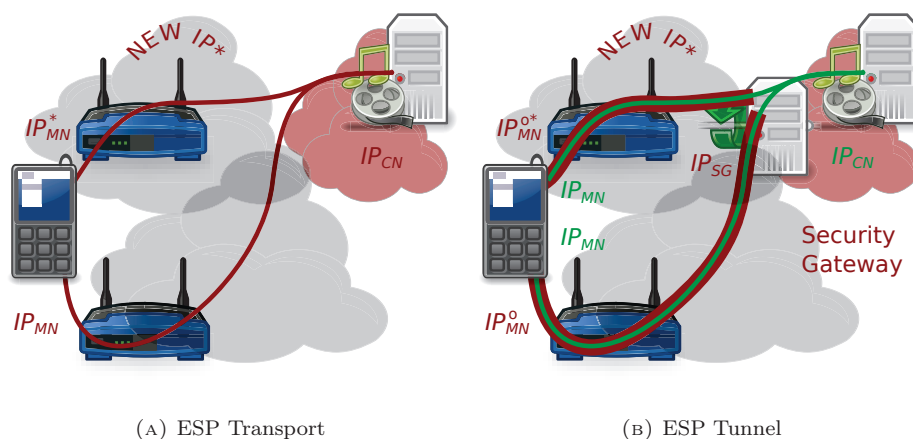 NEW IP*
IP*MN
IPCN
IPMN
(A) ESP Transport
NEW IP*
IPo*MN
IPSG
IPCN
IPMN
IPMN
Security
Gateway
IPoMN
(B) ESP Tunnel